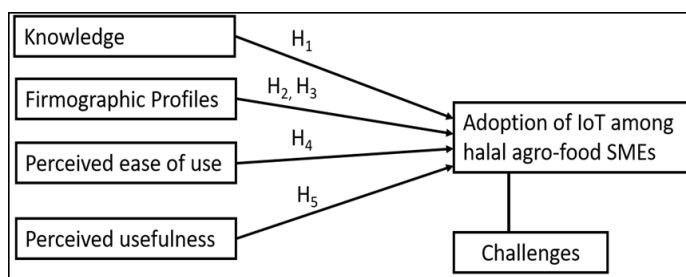 Knowledge
H₁
Firmographic Profiles
H₂, H₃
Perceived ease of use
H₄
Perceived usefulness
H₅
Adoption of IoT among
halal agro-food SMEs
Challenges